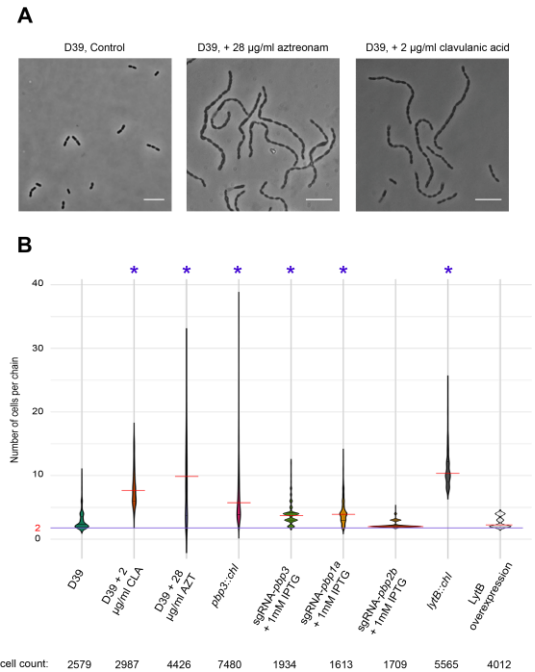 A
D39, Control
D39, + 28 µg/ml aztreonam
D39, + 2 µg/ml clavulanic acid
B
* * * * * *
Number of cells per chain
40
30
20
10
2
0
D39
D39 + 2
µg/ml CLA
D39 + 28
µg/ml AZT
pbp3::chl
sgRNA-pbp3
+ 1mM IPTG
sgRNA-pbp1a
+ 1mM IPTG
sgRNA-pbp2b
+ 1mM IPTG
lytB::chl
LytB
overexpression
cell count: 2579 2987 4426 7480 1934 1613 1709 5565 4012